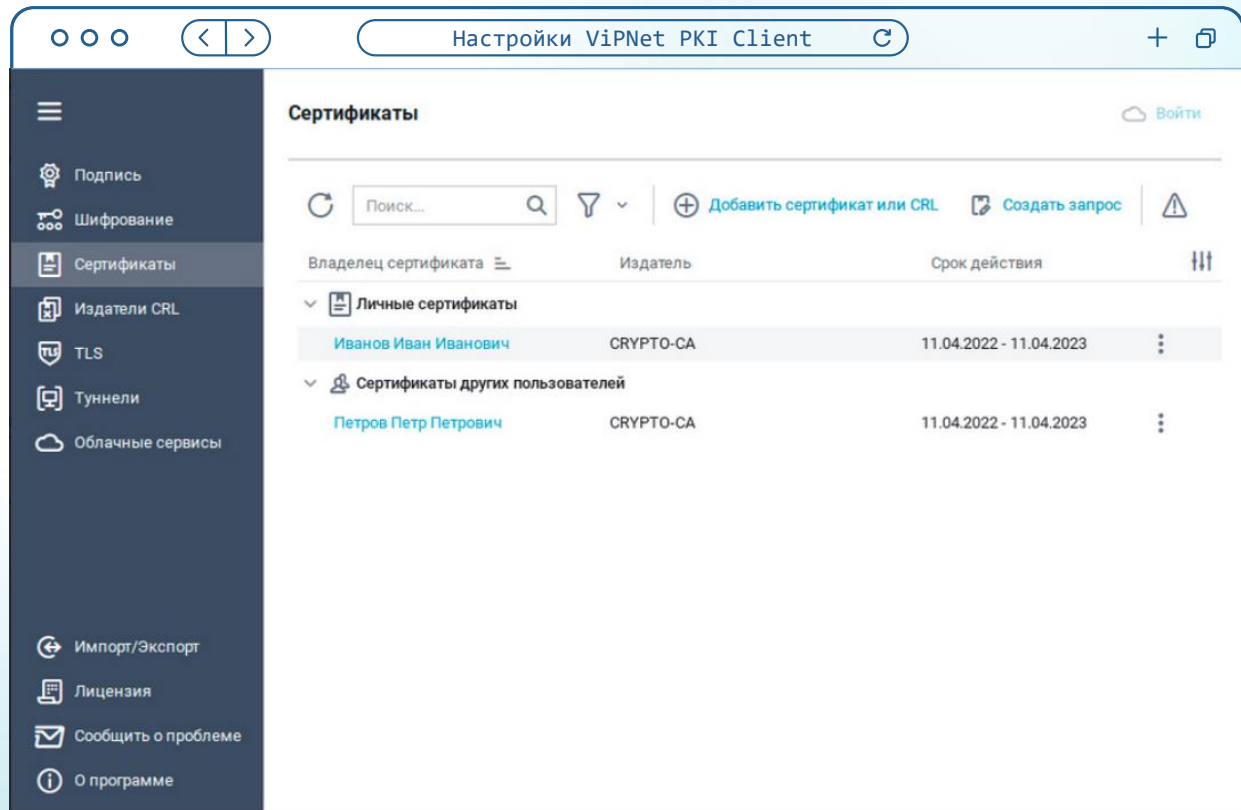 Настройки ViPNet PKI Client
Сертификаты
Войти
Подпись
Шифрование
Сертификаты
Издатели CRL
TLS
Туннели
Облачные сервисы
Импорт/Экспорт
Лицензия
Сообщить о проблеме
О программе
Поиск...
Добавить сертификат или CRL
Создать запрос
Владелец сертификата Издатель Срок действия
Личные сертификаты
Иванов Иван Иванович CRYPTO-CA 11.04.2022 - 11.04.2023
Сертификаты других пользователей
Петров Петр Петрович CRYPTO-CA 11.04.2022 - 11.04.2023